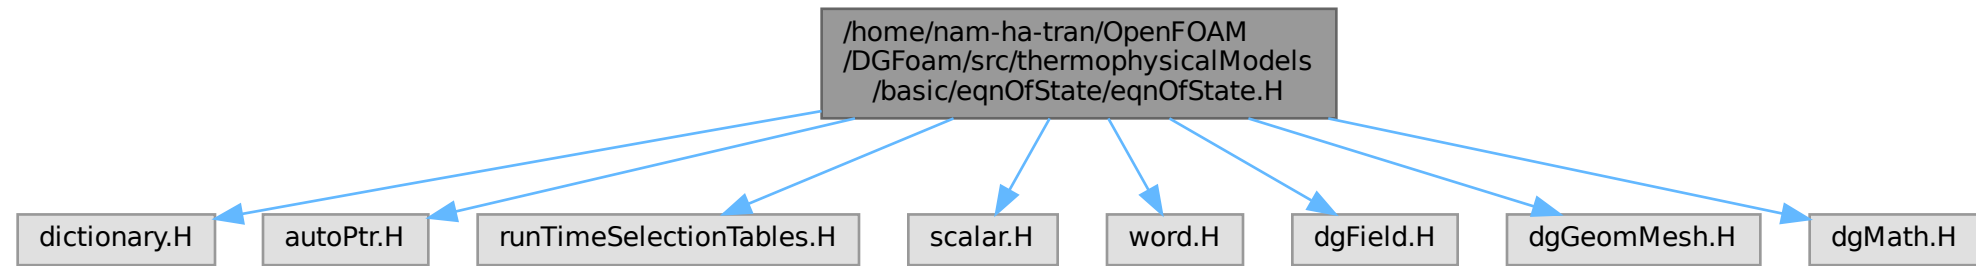 /home/nam-ha-tran/OpenFOAM
/DGFoam/src/thermophysicalModels
/basic/eqnOfState/eqnOfState.H
dictionary.H
autoPtr.H
runTimeSelectionTables.H
scalar.H
word.H
dgField.H
dgGeomMesh.H
dgMath.H